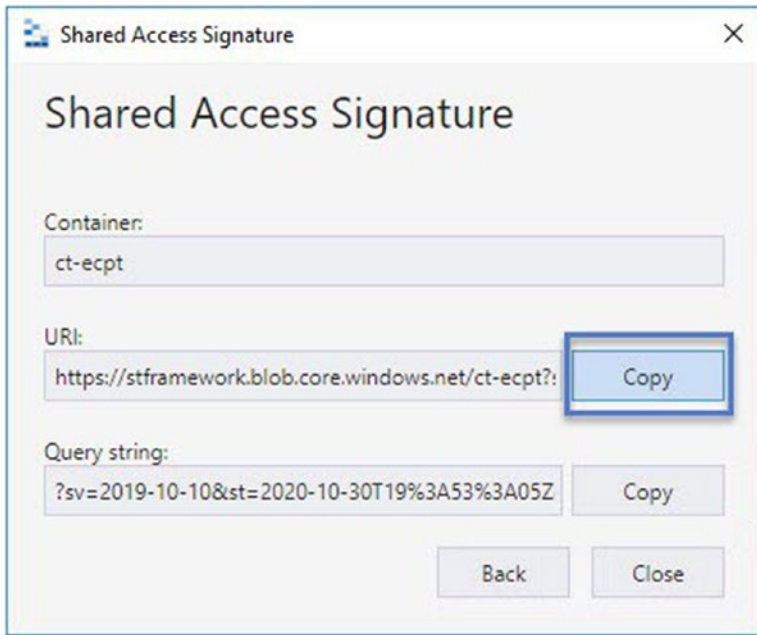 Shared Access Signature
Shared Access Signature
Container:
ct-ecpt
URI:
https://stframework.blob.core.windows.net/ct-ecpt?s Copy
Query string:
?sv=2019-10-10&st=2020-10-30T19%3A53%3A05Z Copy
Back Close